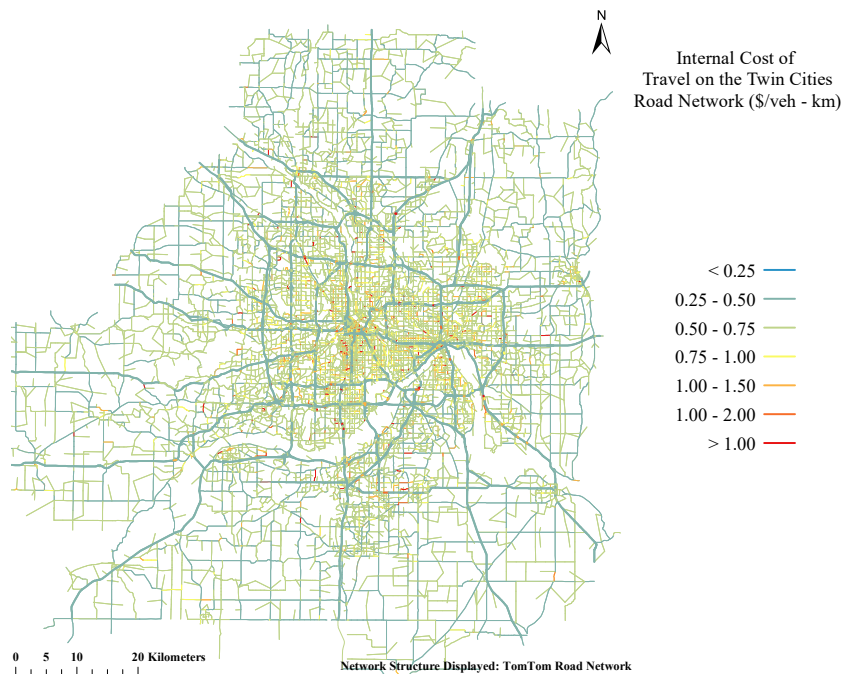 N
Internal Cost of
Travel on the Twin Cities
Road Network ($/veh - km)
< 0.25
0.25 - 0.50
0.50 - 0.75
0.75 - 1.00
1.00 - 1.50
1.00 - 2.00
> 1.00
0 5 10 20 Kilometers
Network Structure Displayed: TomTom Road Network